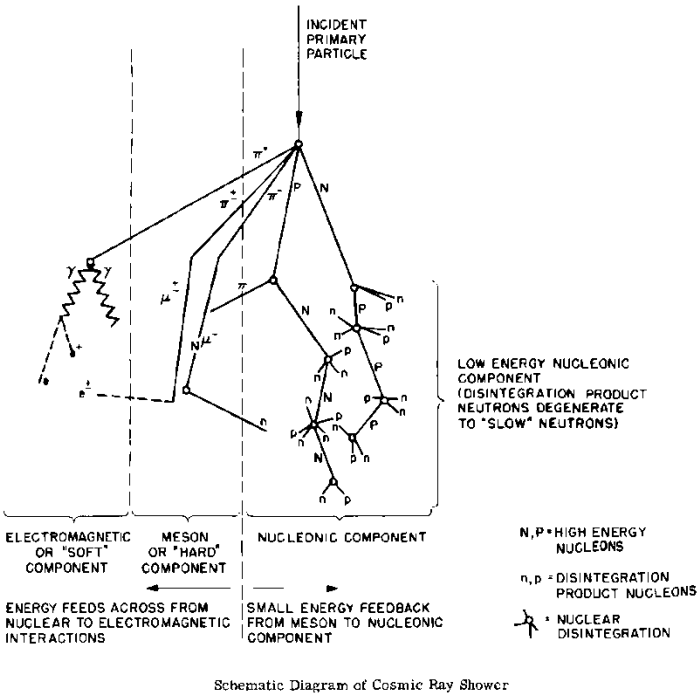 INCIDENT
PRIMARY
PARTICLE
π°
π±
π-
P
N
γ
γ
μ±
π
N
μ-
e+
e±
n
N
P
n
p
n
n
p
n
p
p
n
n
N
P
p
n
n
p
n
p
n
p
n
P
p
n
N
n
p
LOW ENERGY NUCLEONIC
COMPONENT
(DISINTEGRATION PRODUCT
NEUTRONS DEGENERATE
TO "SLOW" NEUTRONS)
ELECTROMAGNETIC
OR "SOFT"
COMPONENT
MESON
OR "HARD"
COMPONENT
NUCLEONIC COMPONENT
ENERGY FEEDS ACROSS FROM
NUCLEAR TO ELECTROMAGNETIC
INTERACTIONS
SMALL ENERGY FEEDBACK
FROM MESON TO NUCLEONIC
COMPONENT
N,P = HIGH ENERGY
NUCLEONS
n,p = DISINTEGRATION
PRODUCT NUCLEONS
= NUCLEAR
DISINTEGRATION
Schematic Diagram of Cosmic Ray Shower